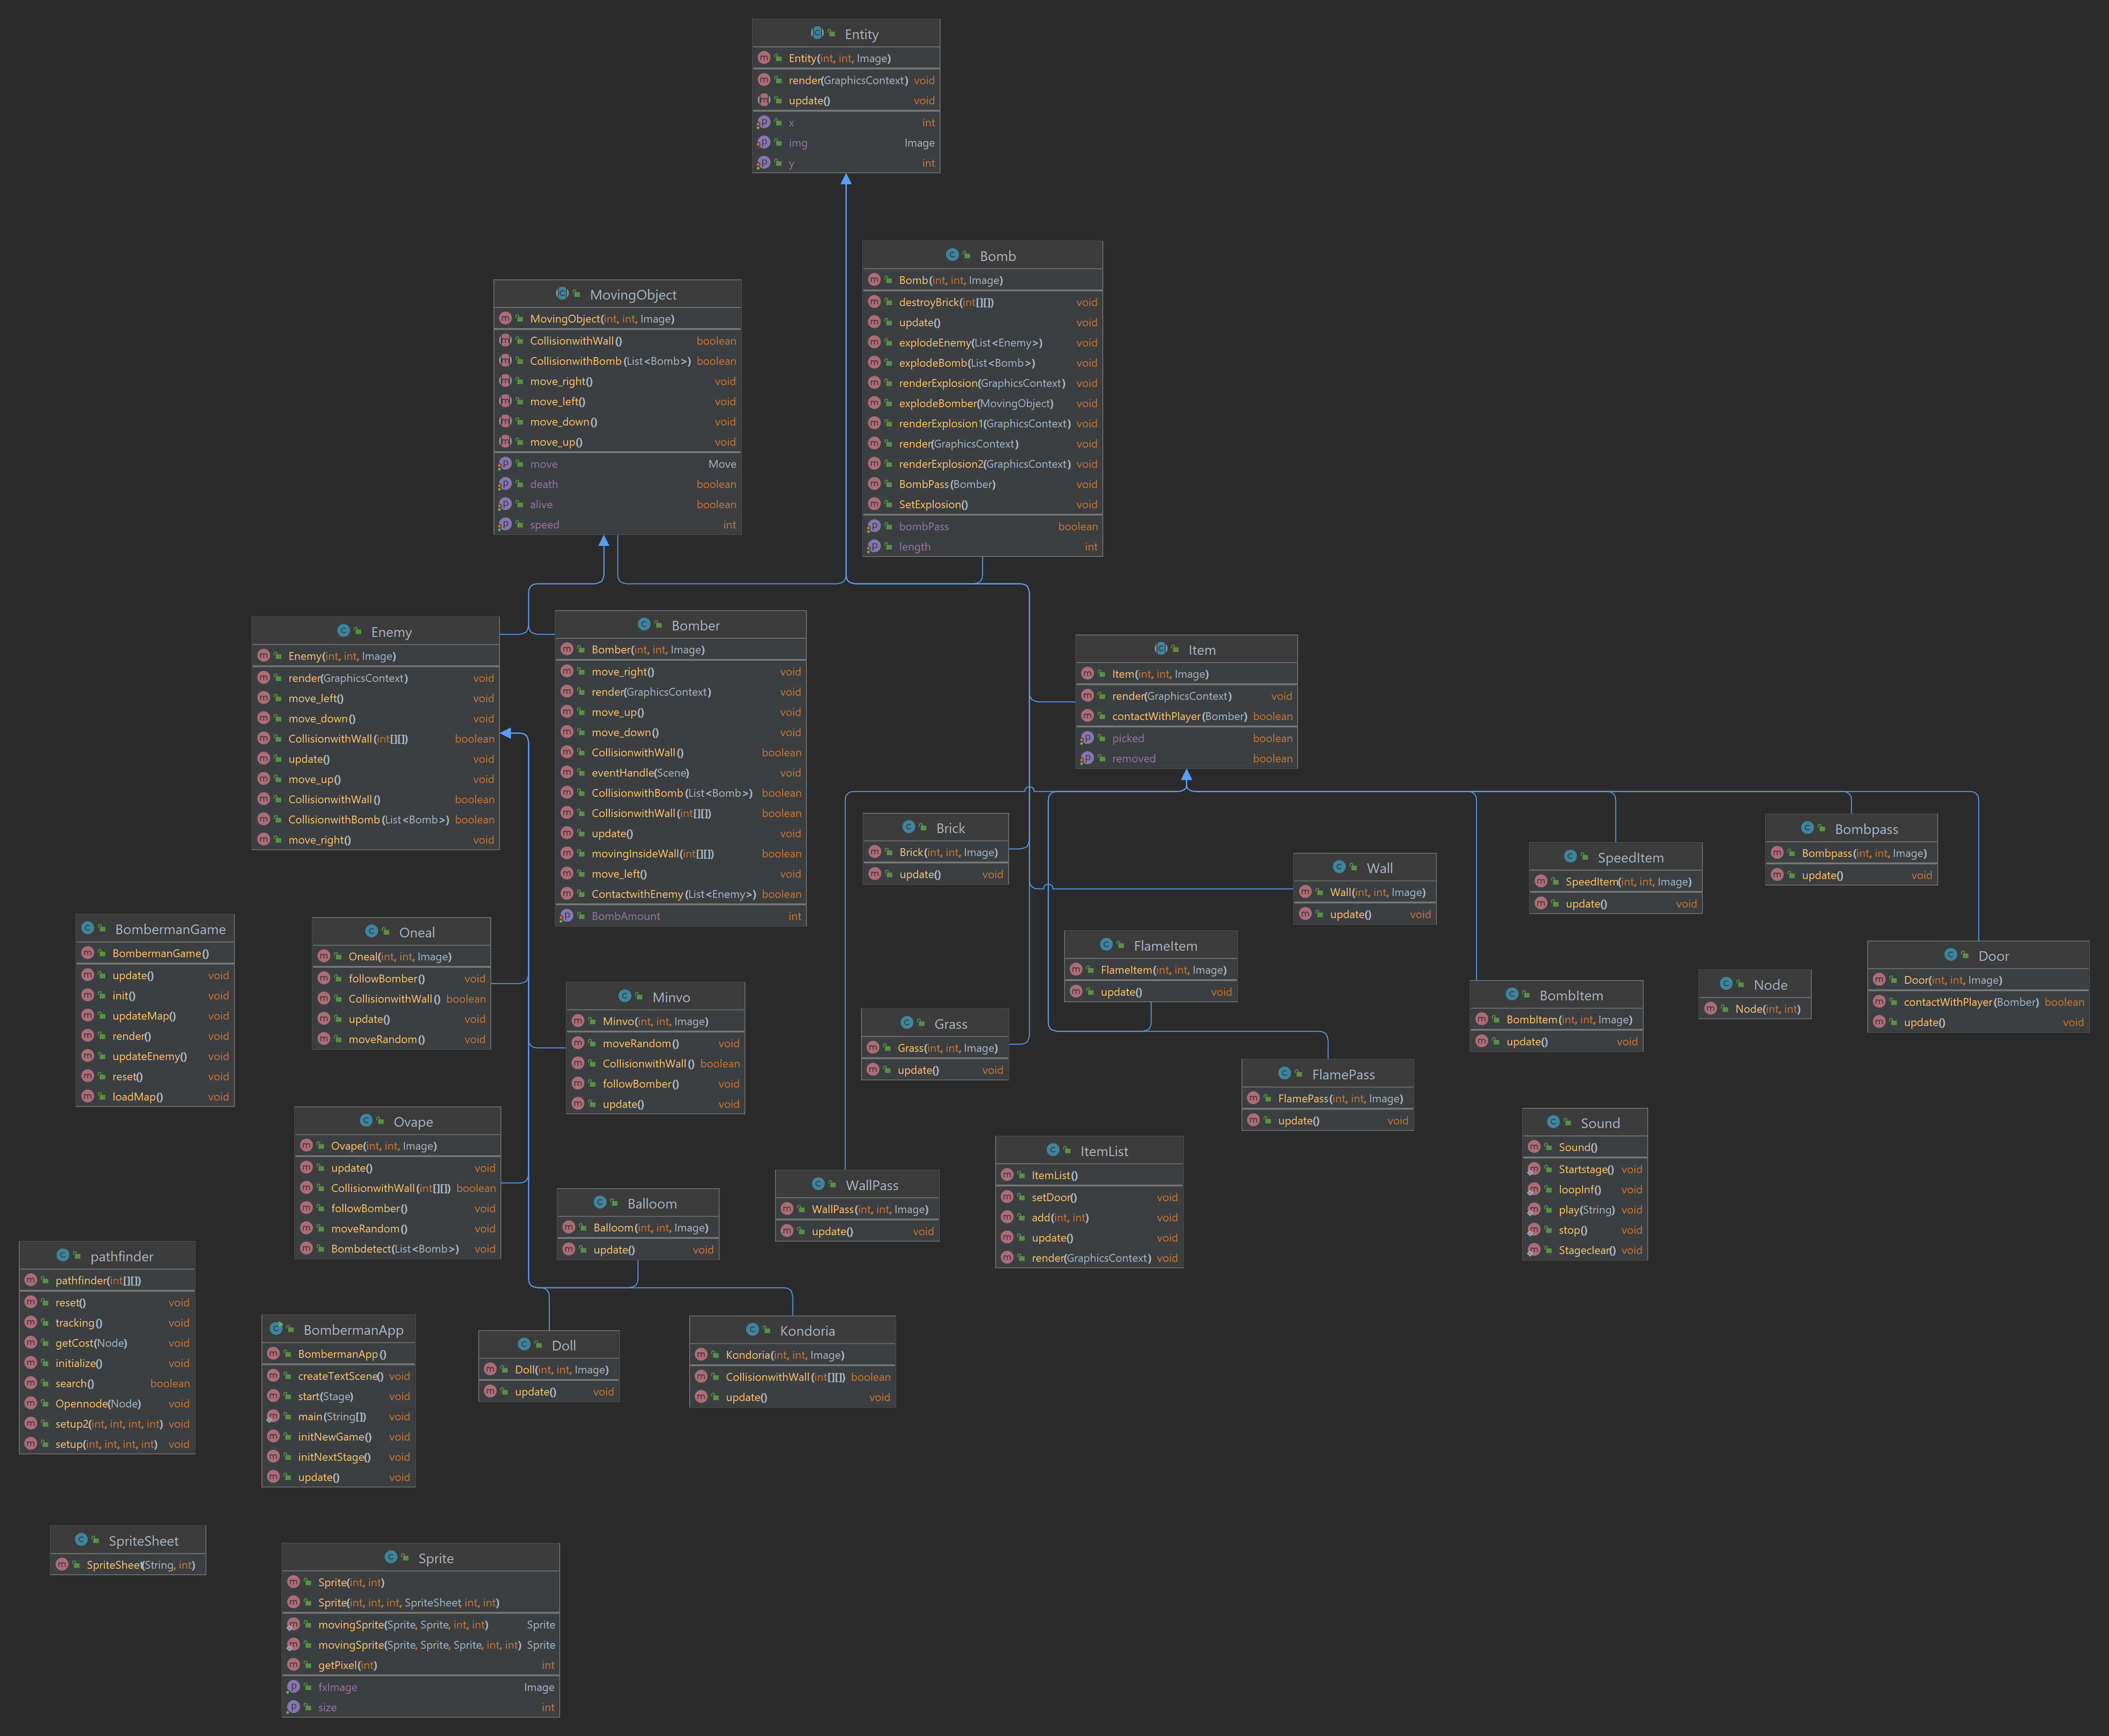 Entity
Entity(int, int, Image)
render(GraphicsContext) void
update() void
x int
img Image
y int
Bomb
Bomb(int, int, Image)
destroyBrick(int[][]) void
update() void
explodeEnemy(List<Enemy>) void
explodeBomb(List<Bomb>) void
renderExplosion(GraphicsContext) void
explodeBomber(MovingObject) void
renderExplosion1(GraphicsContext) void
render(GraphicsContext) void
renderExplosion2(GraphicsContext) void
BombPass(Bomber) void
SetExplosion() void
bombPass boolean
length int
MovingObject
MovingObject(int, int, Image)
CollisionwithWall() boolean
CollisionwithBomb(List<Bomb>) boolean
move_right() void
move_left() void
move_down() void
move_up() void
move Move
death boolean
alive boolean
speed int
Enemy
Enemy(int, int, Image)
render(GraphicsContext) void
move_left() void
move_down() void
CollisionwithWall(int[][]) boolean
update() void
move_up() void
CollisionwithWall() boolean
CollisionwithBomb(List<Bomb>) boolean
move_right() void
Bomber
Bomber(int, int, Image)
move_right() void
render(GraphicsContext) void
move_up() void
move_down() void
CollisionwithWall() boolean
eventHandle(Scene) void
CollisionwithBomb(List<Bomb>) boolean
CollisionwithWall(int[][]) boolean
update() void
movingInsideWall(int[][]) boolean
move_left() void
ContactwithEnemy(List<Enemy>) boolean
BombAmount int
Item
Item(int, int, Image)
render(GraphicsContext) void
contactWithPlayer(Bomber) boolean
picked boolean
removed boolean
Brick
Brick(int, int, Image)
update() void
Wall
Wall(int, int, Image)
update() void
SpeedItem
SpeedItem(int, int, Image)
update() void
Bombpass
Bombpass(int, int, Image)
update() void
BombermanGame
BombermanGame()
update() void
init() void
updateMap() void
render() void
updateEnemy() void
reset() void
loadMap() void
Oneal
Oneal(int, int, Image)
followBomber() void
CollisionwithWall() boolean
update() void
moveRandom() void
Minvo
Minvo(int, int, Image)
moveRandom() void
CollisionwithWall() boolean
followBomber() void
update() void
FlameItem
FlameItem(int, int, Image)
update() void
Grass
Grass(int, int, Image)
update() void
FlamePass
FlamePass(int, int, Image)
update() void
BombItem
BombItem(int, int, Image)
update() void
Node
Node(int, int)
Door
Door(int, int, Image)
contactWithPlayer(Bomber) boolean
update() void
Ovape
Ovape(int, int, Image)
update() void
CollisionwithWall(int[][]) boolean
followBomber() void
moveRandom() void
Bombdetect(List<Bomb>) void
Balloom
Balloom(int, int, Image)
update() void
WallPass
WallPass(int, int, Image)
update() void
ItemList
ItemList()
setDoor() void
add(int, int) void
update() void
render(GraphicsContext) void
Sound
Sound()
Startstage() void
loopInf() void
play(String) void
stop() void
Stageclear() void
pathfinder
pathfinder(int[][])
reset() void
tracking() void
getCost(Node) void
initialize() void
search() boolean
Opennode(Node) void
setup2(int, int, int, int) void
setup(int, int, int, int) void
BombermanApp
BombermanApp()
createTextScene() void
start(Stage) void
main(String[]) void
initNewGame() void
initNextStage() void
update() void
Doll
Doll(int, int, Image)
update() void
Kondoria
Kondoria(int, int, Image)
CollisionwithWall(int[][]) boolean
update() void
SpriteSheet
SpriteSheet(String, int)
Sprite
Sprite(int, int)
Sprite(int, int, int, SpriteSheet, int, int)
movingSprite(Sprite, Sprite, int, int) Sprite
movingSprite(Sprite, Sprite, Sprite, int, int) Sprite
getPixel(int) int
fxImage Image
size int